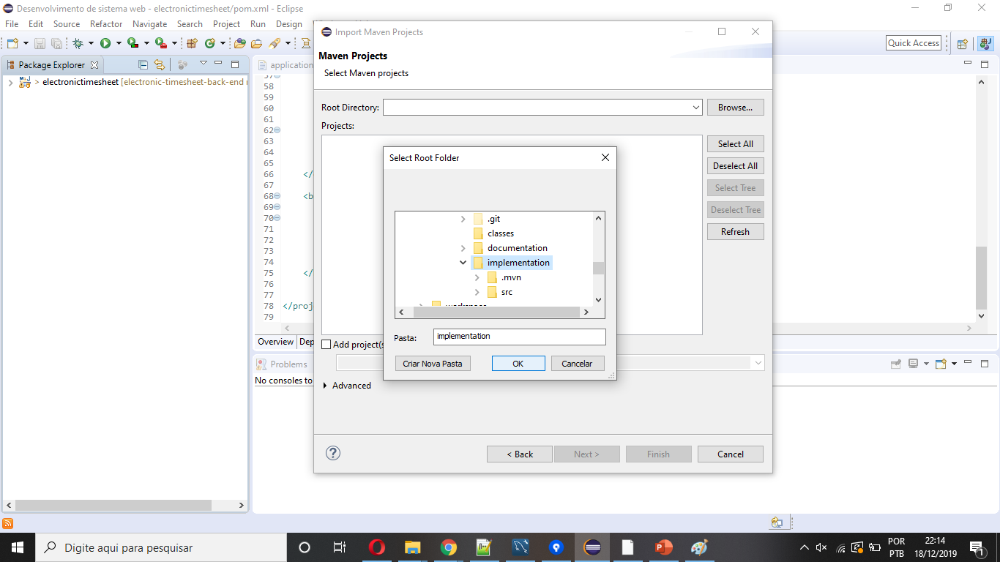 Desenvolvimento de sistema web - electronictimesheet/pom.xml - Eclipse
File Edit Source Refactor Navigate Search Project Run Design
Quick Access
Package Explorer
application
> electronictimesheet [electronic-timesheet-back-end
Import Maven Projects
Maven Projects
Select Maven projects
Root Directory:
Browse...
Projects:
Select All
Deselect All
Select Tree
Deselect Tree
Refresh
Select Root Folder
.git
classes
documentation
implementation
.mvn
src
Pasta: implementation
Criar Nova Pasta OK Cancelar
Add project(s
Advanced
< Back Next > Finish Cancel
58
59
60
61
62
63
64
65
66 </
67
68 <b
69
70
71
72
73
74
75 </
76
77
78 </proj
79
Overview Dep
Problems
No consoles to
Digite aqui para pesquisar
POR
PTB
22:14
18/12/2019
1